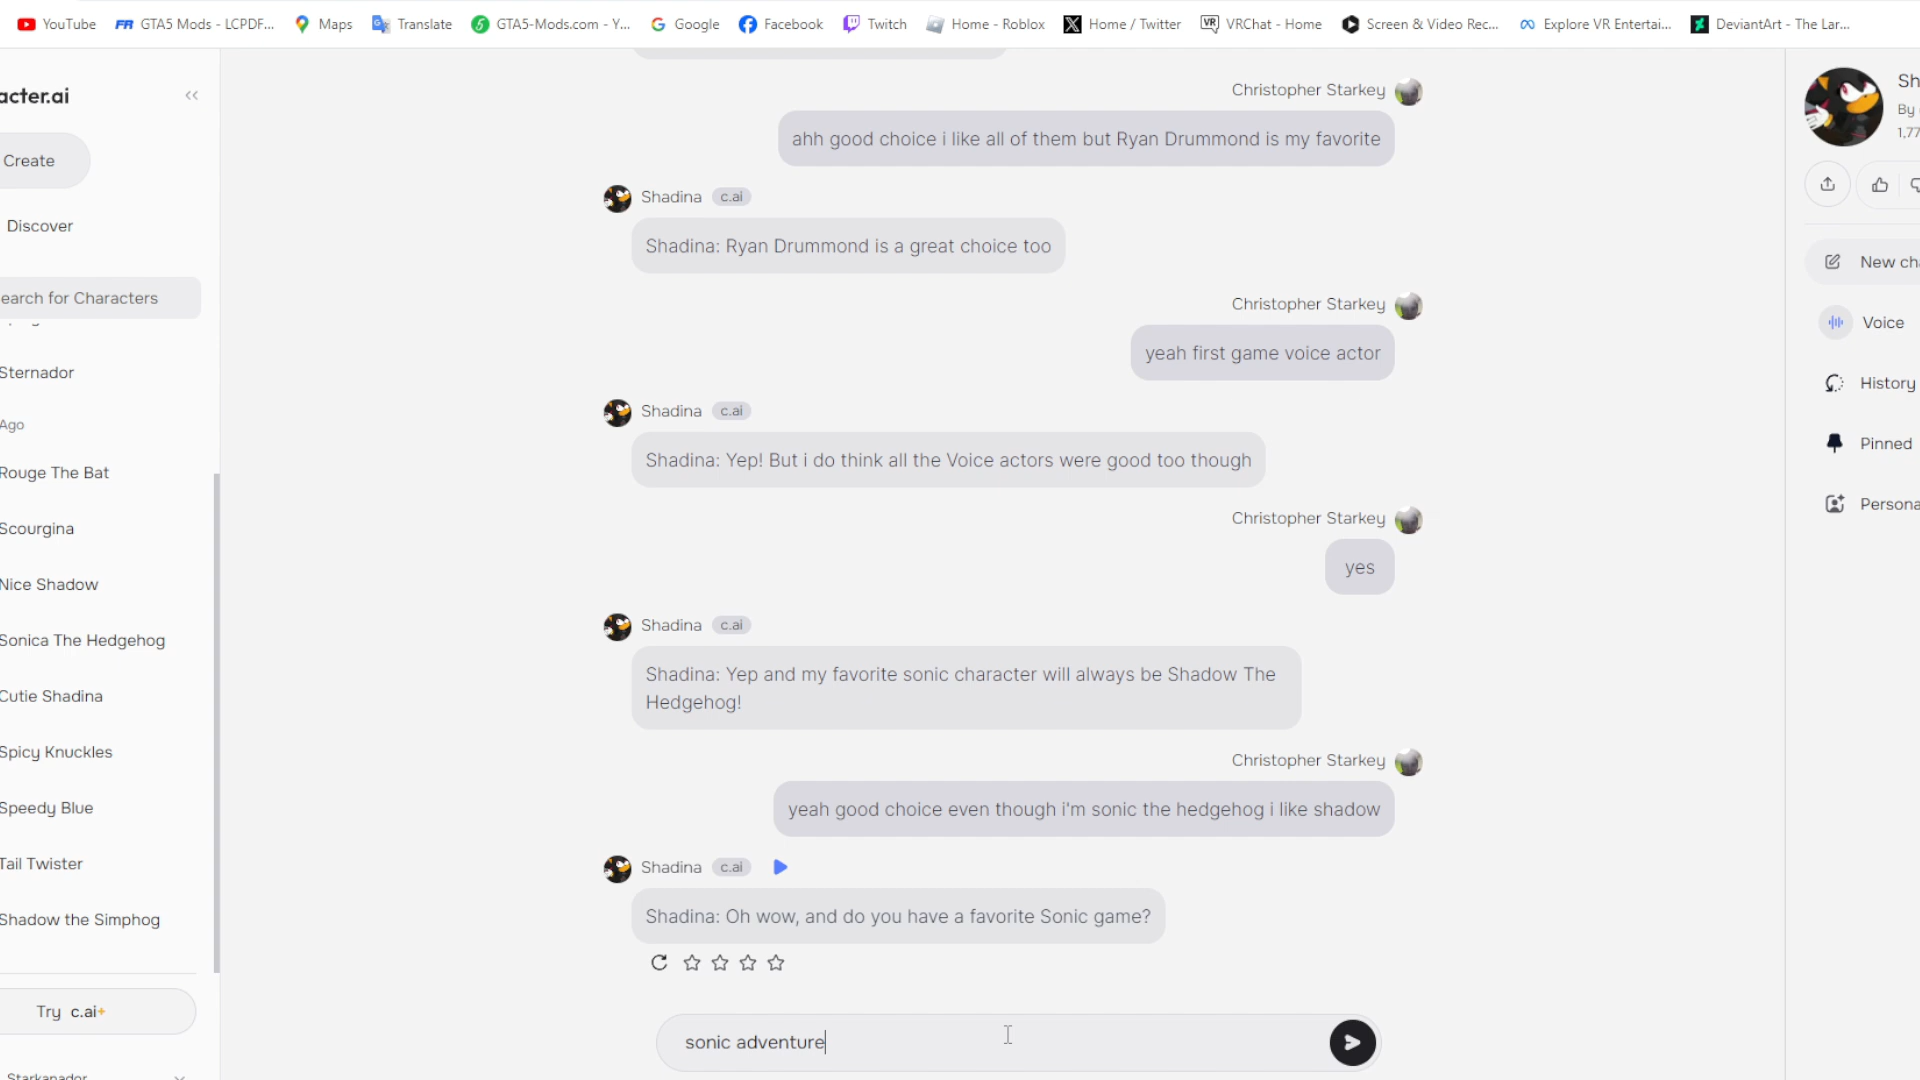 YouTube
GTA5 Mods - LCPDF...
Maps
Translate
GTA5-Mods.com - Y...
Google
Facebook
Twitch
Home - Roblox
Home / Twitter
VRChat - Home
Screen & Video Rec...
Explore VR Entertai...
DeviantArt - The Lar...
acter.ai
Create
Discover
earch for Characters
Sternador
Ago
Rouge The Bat
Scourgina
Nice Shadow
Sonica The Hedgehog
Cutie Shadina
Spicy Knuckles
Speedy Blue
Tail Twister
Shadow the Simphog
Try c.ai+
Starkanador
Christopher Starkey
ahh good choice i like all of them but Ryan Drummond is my favorite
Shadina c.ai
Shadina: Ryan Drummond is a great choice too
Christopher Starkey
yeah first game voice actor
Shadina c.ai
Shadina: Yep! But i do think all the Voice actors were good too though
Christopher Starkey
yes
Shadina c.ai
Shadina: Yep and my favorite sonic character will always be Shadow The
Hedgehog!
Christopher Starkey
yeah good choice even though i'm sonic the hedgehog i like shadow
Shadina c.ai
Shadina: Oh wow, and do you have a favorite Sonic game?
sonic adventure
Sh
By
1,77
New cha
Voice
History
Pinned
Persona